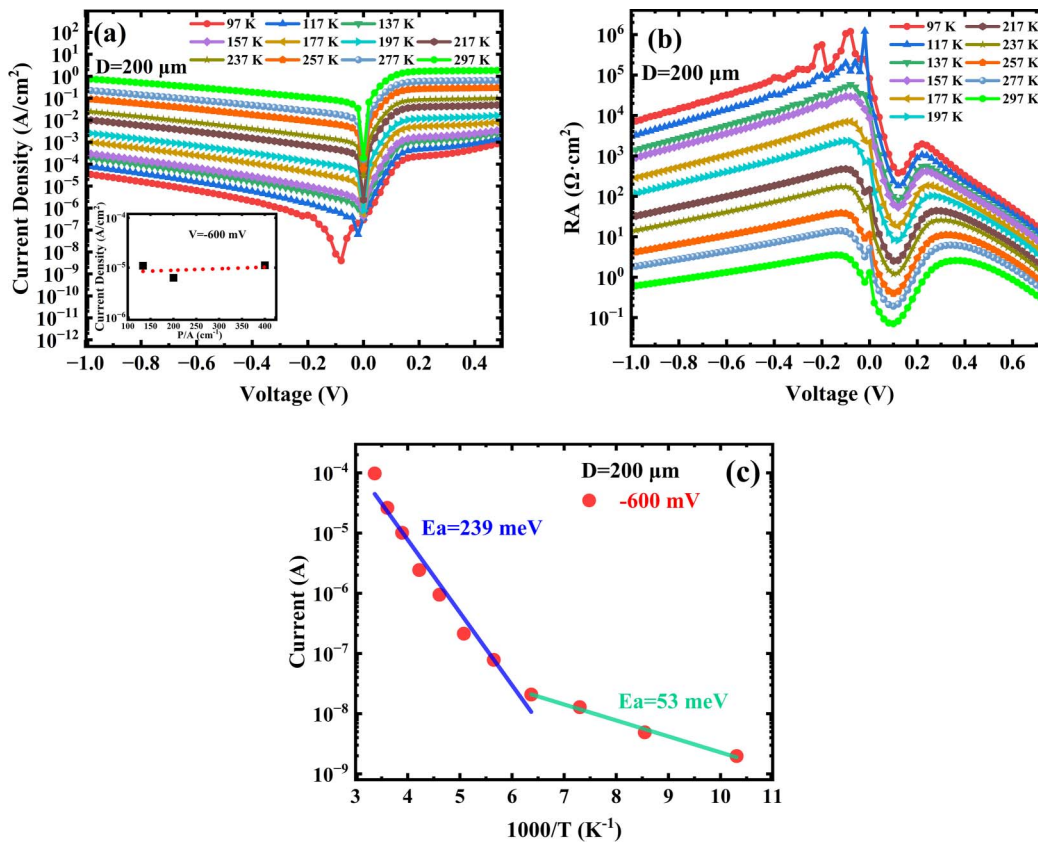 (a)
97 K 117 K 137 K
157 K 177 K 197 K 217 K
237 K 257 K 277 K 297 K
D=200 μm
10² 10¹ 10⁰ 10⁻¹ 10⁻² 10⁻³ 10⁻⁴ 10⁻⁵ 10⁻⁶ 10⁻⁷ 10⁻⁸ 10⁻⁹ 10⁻¹⁰ 10⁻¹¹ 10⁻¹²
Current Density (A/cm²)
V=-600 mV
10⁻⁴ 10⁻⁵ 10⁻⁶
Current Density (A/cm²)
100 150 200 250 300 350 400
P/A (cm⁻¹)
−1.0 −0.8 −0.6 −0.4 −0.2 0.0 0.2 0.4
Voltage (V)
(b)
97 K 217 K
117 K 237 K
137 K 257 K
157 K 277 K
177 K 297 K
197 K
D=200 μm
10⁶ 10⁵ 10⁴ 10³ 10² 10¹ 10⁰ 10⁻¹
RA (Ω·cm²)
−1.0 −0.8 −0.6 −0.4 −0.2 0.0 0.2 0.4 0.6
Voltage (V)
(c)
D=200 μm
-600 mV
Ea=239 meV
Ea=53 meV
10⁻⁴ 10⁻⁵ 10⁻⁶ 10⁻⁷ 10⁻⁸ 10⁻⁹
Current (A)
3 4 5 6 7 8 9 10 11
1000/T (K⁻¹)